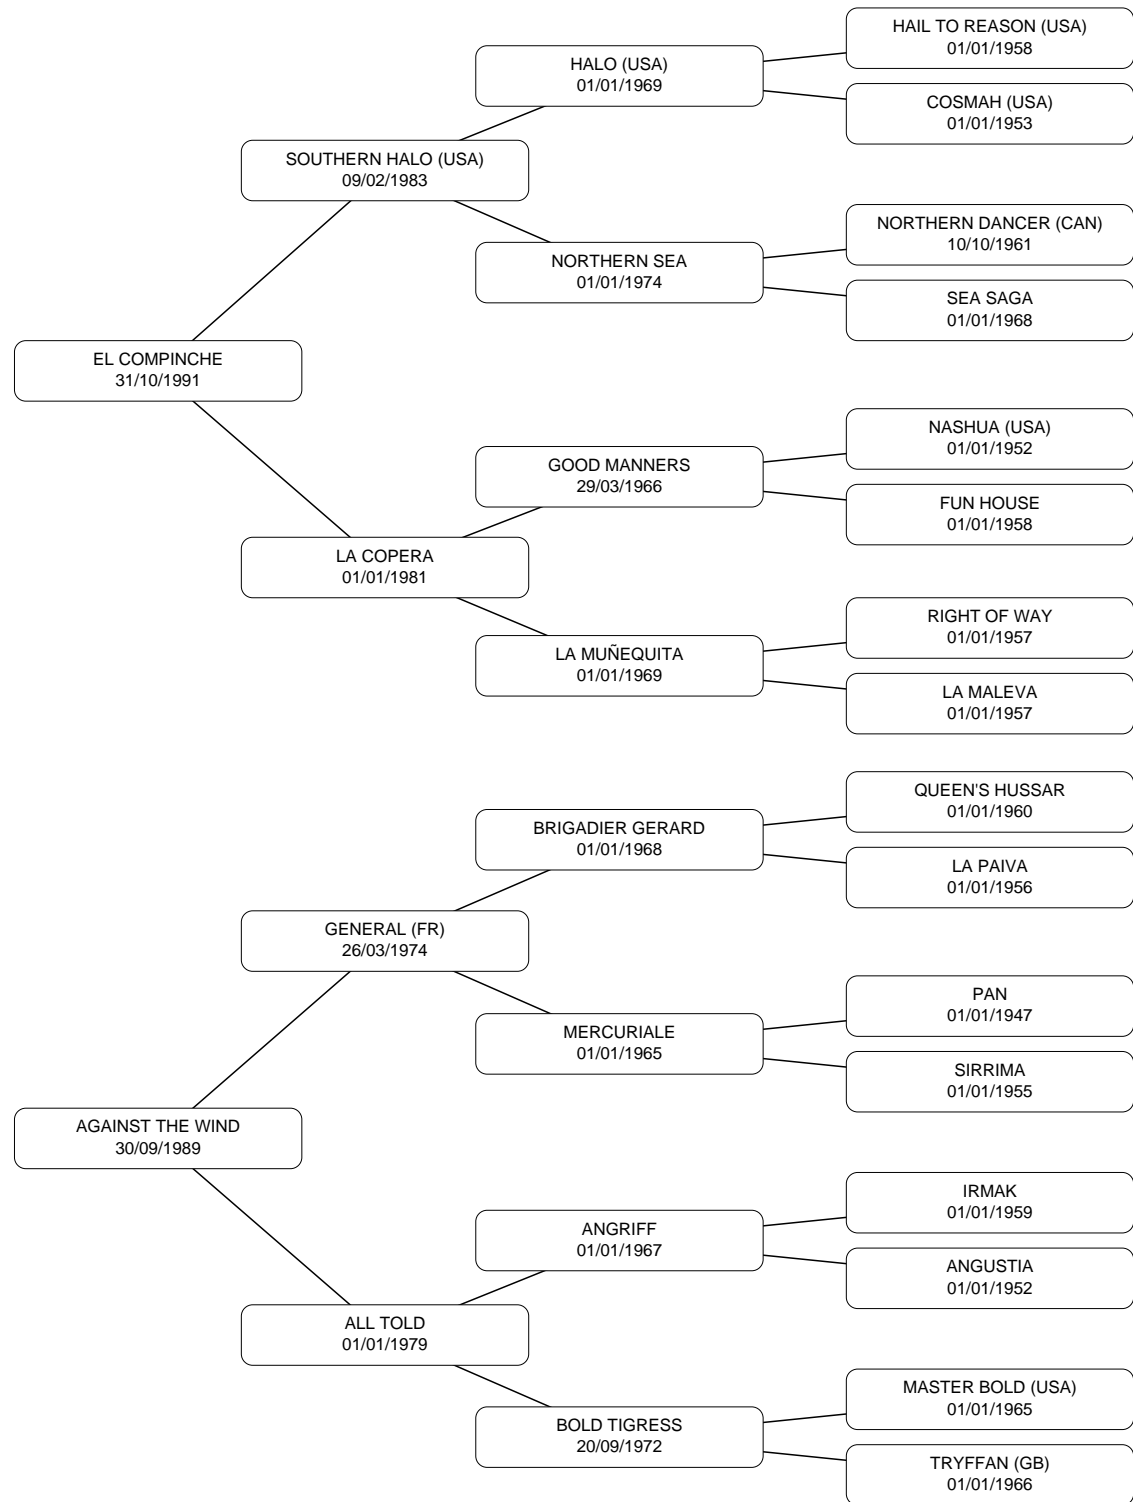 HAIL TO REASON (USA)
01/01/1958
HALO (USA)
01/01/1969
COSMAH (USA)
01/01/1953
SOUTHERN HALO (USA)
09/02/1983
NORTHERN DANCER (CAN)
10/10/1961
NORTHERN SEA
01/01/1974
SEA SAGA
01/01/1968
EL COMPINCHE
31/10/1991
NASHUA (USA)
01/01/1952
GOOD MANNERS
29/03/1966
FUN HOUSE
01/01/1958
LA COPERA
01/01/1981
RIGHT OF WAY
01/01/1957
LA MUÑEQUITA
01/01/1969
LA MALEVA
01/01/1957
QUEEN'S HUSSAR
01/01/1960
BRIGADIER GERARD
01/01/1968
LA PAIVA
01/01/1956
GENERAL (FR)
26/03/1974
PAN
01/01/1947
MERCURIALE
01/01/1965
SIRRIMA
01/01/1955
AGAINST THE WIND
30/09/1989
IRMAK
01/01/1959
ANGRIFF
01/01/1967
ANGUSTIA
01/01/1952
ALL TOLD
01/01/1979
MASTER BOLD (USA)
01/01/1965
BOLD TIGRESS
20/09/1972
TRYFFAN (GB)
01/01/1966